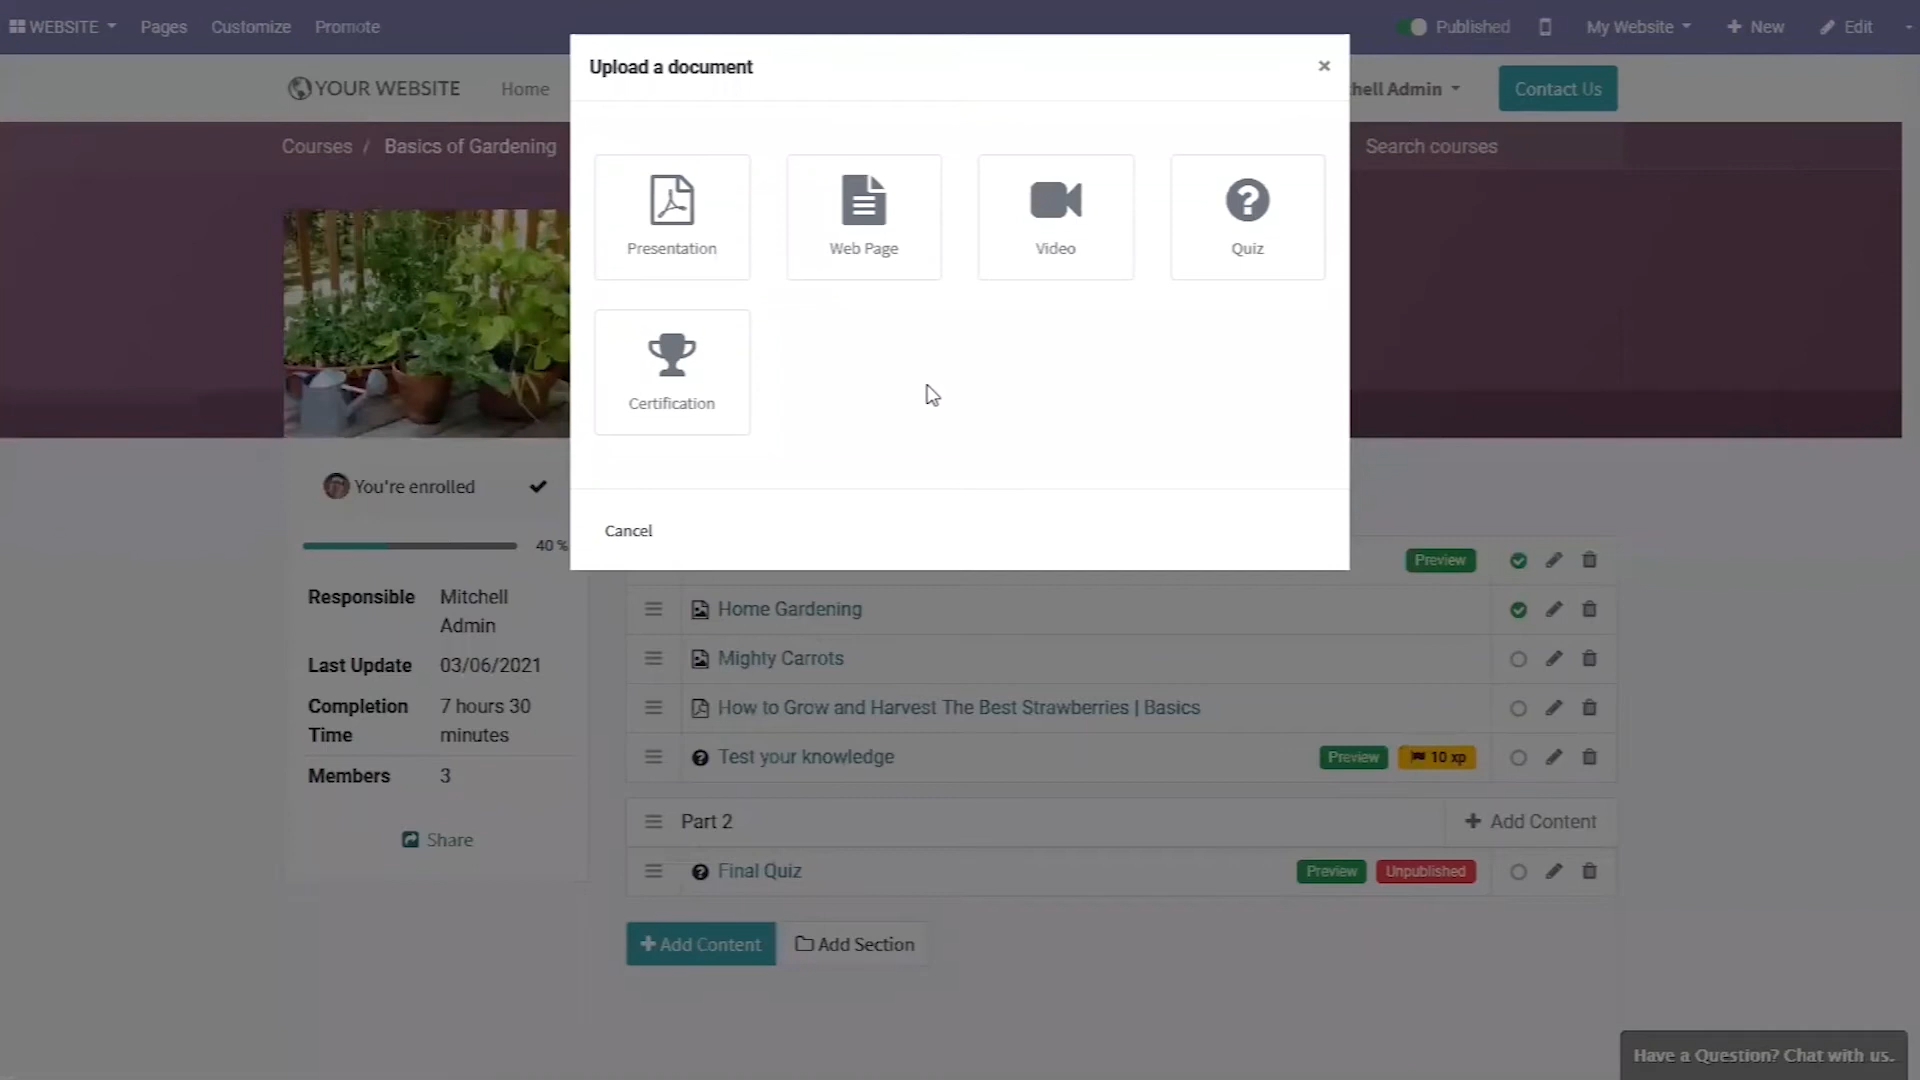 WEBSITE Pages Customize Promote Published My Website New Edit
YOUR WEBSITE Home hell Admin Contact Us
Upload a document ×
Courses / Basics of Gardening Search courses
Presentation Web Page Video Quiz
Certification
Cancel
You're enrolled
40 %
Responsible Mitchell
Admin
Last Update 03/06/2021
Completion 7 hours 30
Time minutes
Members 3
Share
Preview
Home Gardening
Mighty Carrots
How to Grow and Harvest The Best Strawberries | Basics
Test your knowledge Preview 10 xp
Part 2 Add Content
Final Quiz Preview Unpublished
Add Content Add Section
Have a Question? Chat with us.